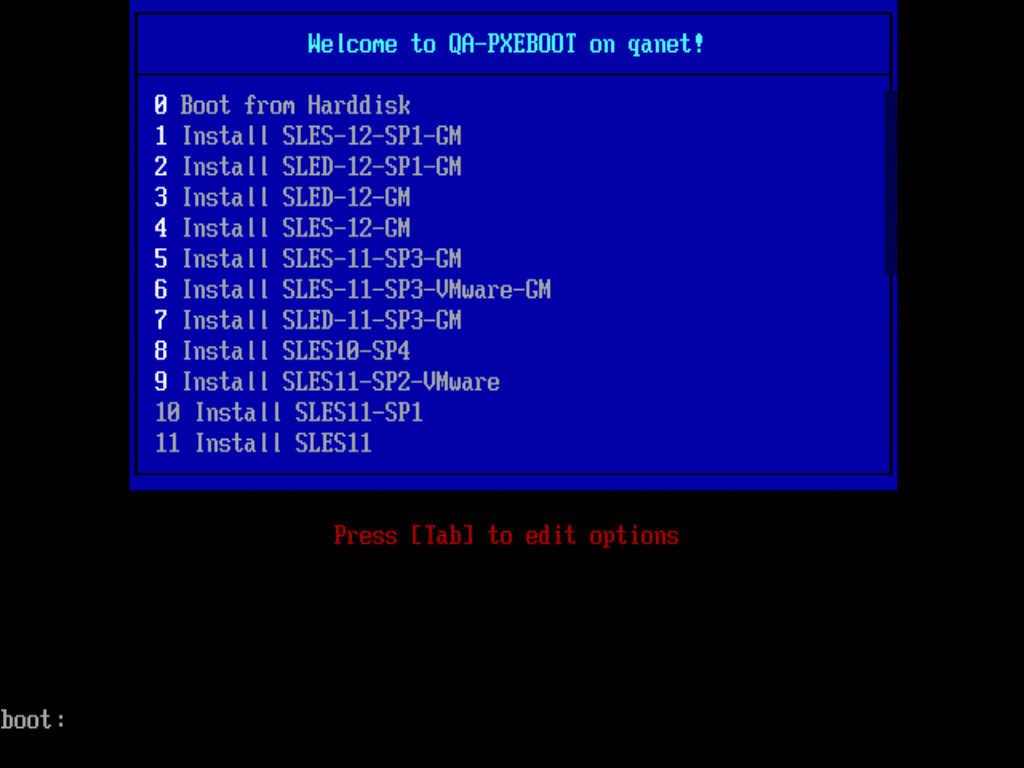 Welcome to QA-PXEBOOT on qanet!
0 Boot from Harddisk
1 Install SLES-12-SP1-GM
2 Install SLED-12-SP1-GM
3 Install SLED-12-GM
4 Install SLES-12-GM
5 Install SLES-11-SP3-GM
6 Install SLES-11-SP3-VMware-GM
7 Install SLED-11-SP3-GM
8 Install SLES10-SP4
9 Install SLES11-SP2-VMware
10 Install SLES11-SP1
11 Install SLES11
Press [Tab] to edit options
boot: